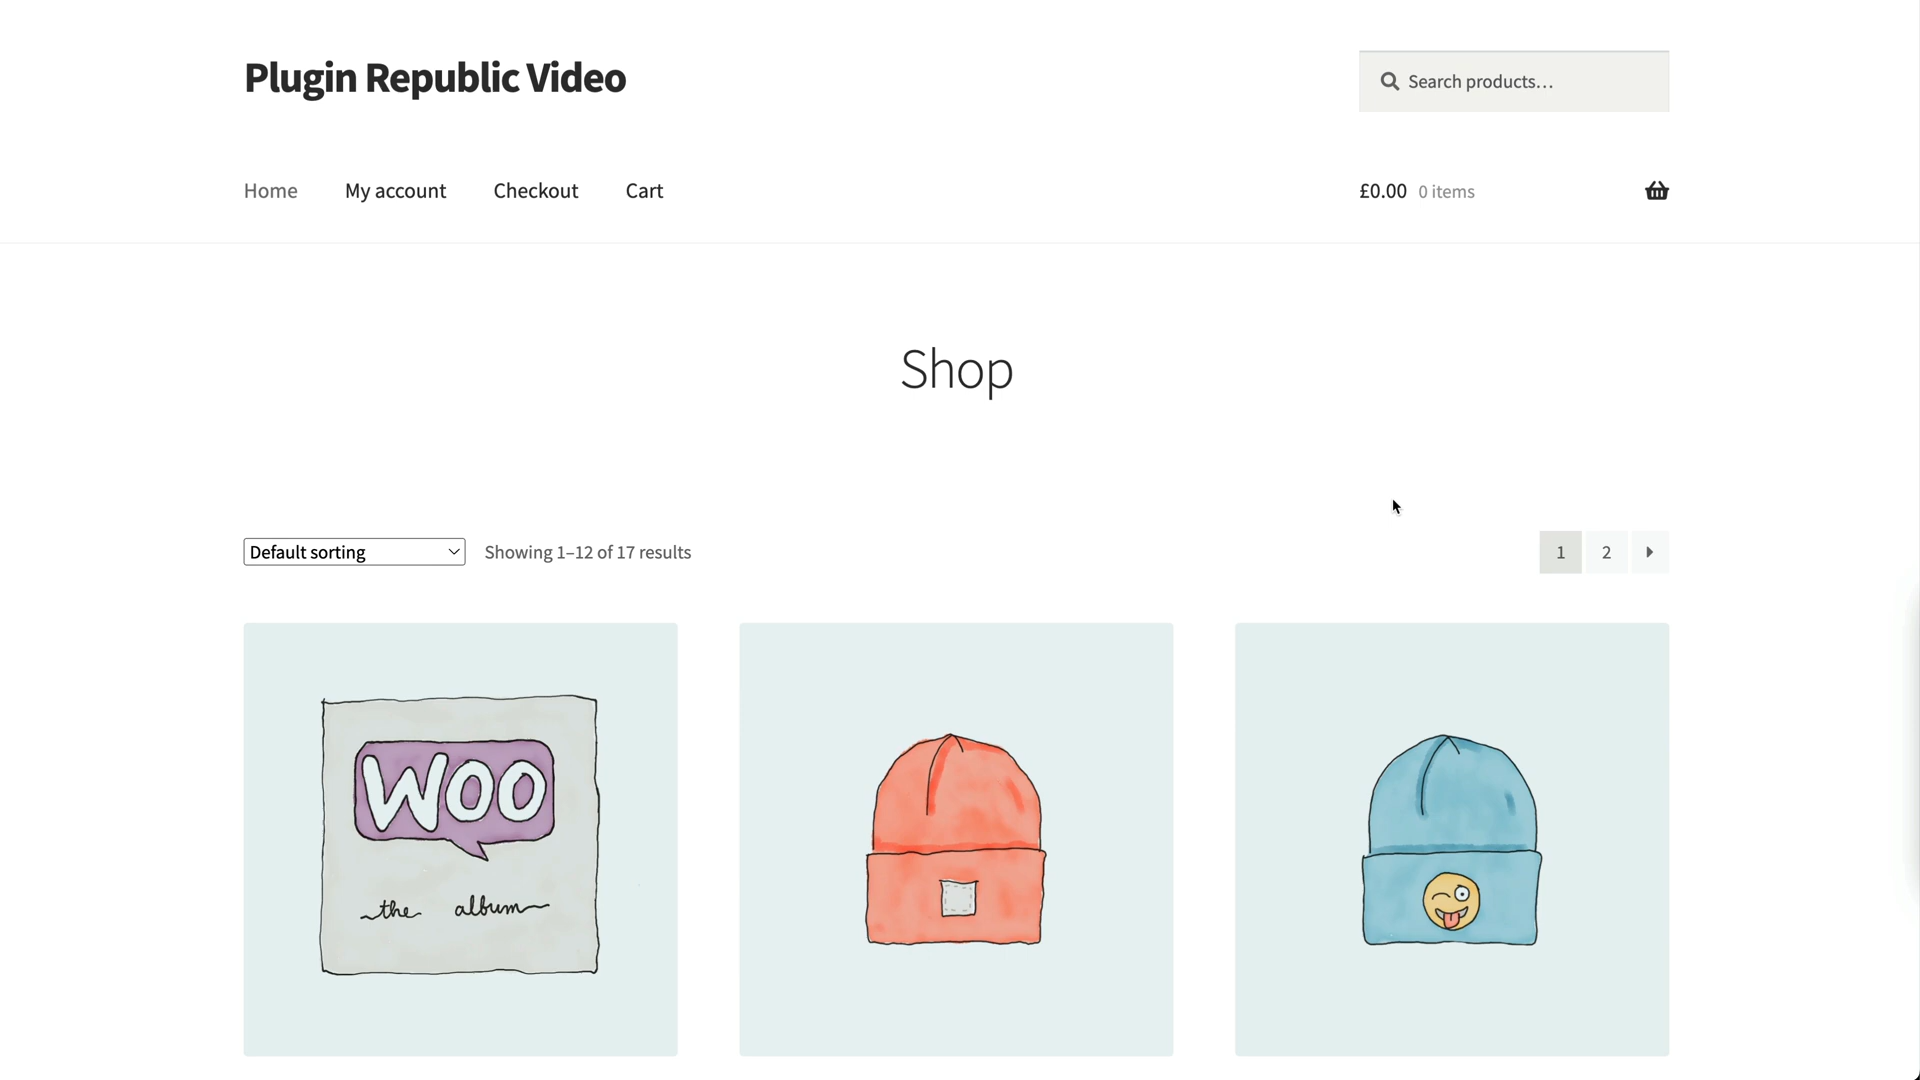 Plugin Republic Video
Search products…
Home My account Checkout Cart
£0.00 0 items
Shop
Default sorting
Showing 1–12 of 17 results
1 2
WOO
the album